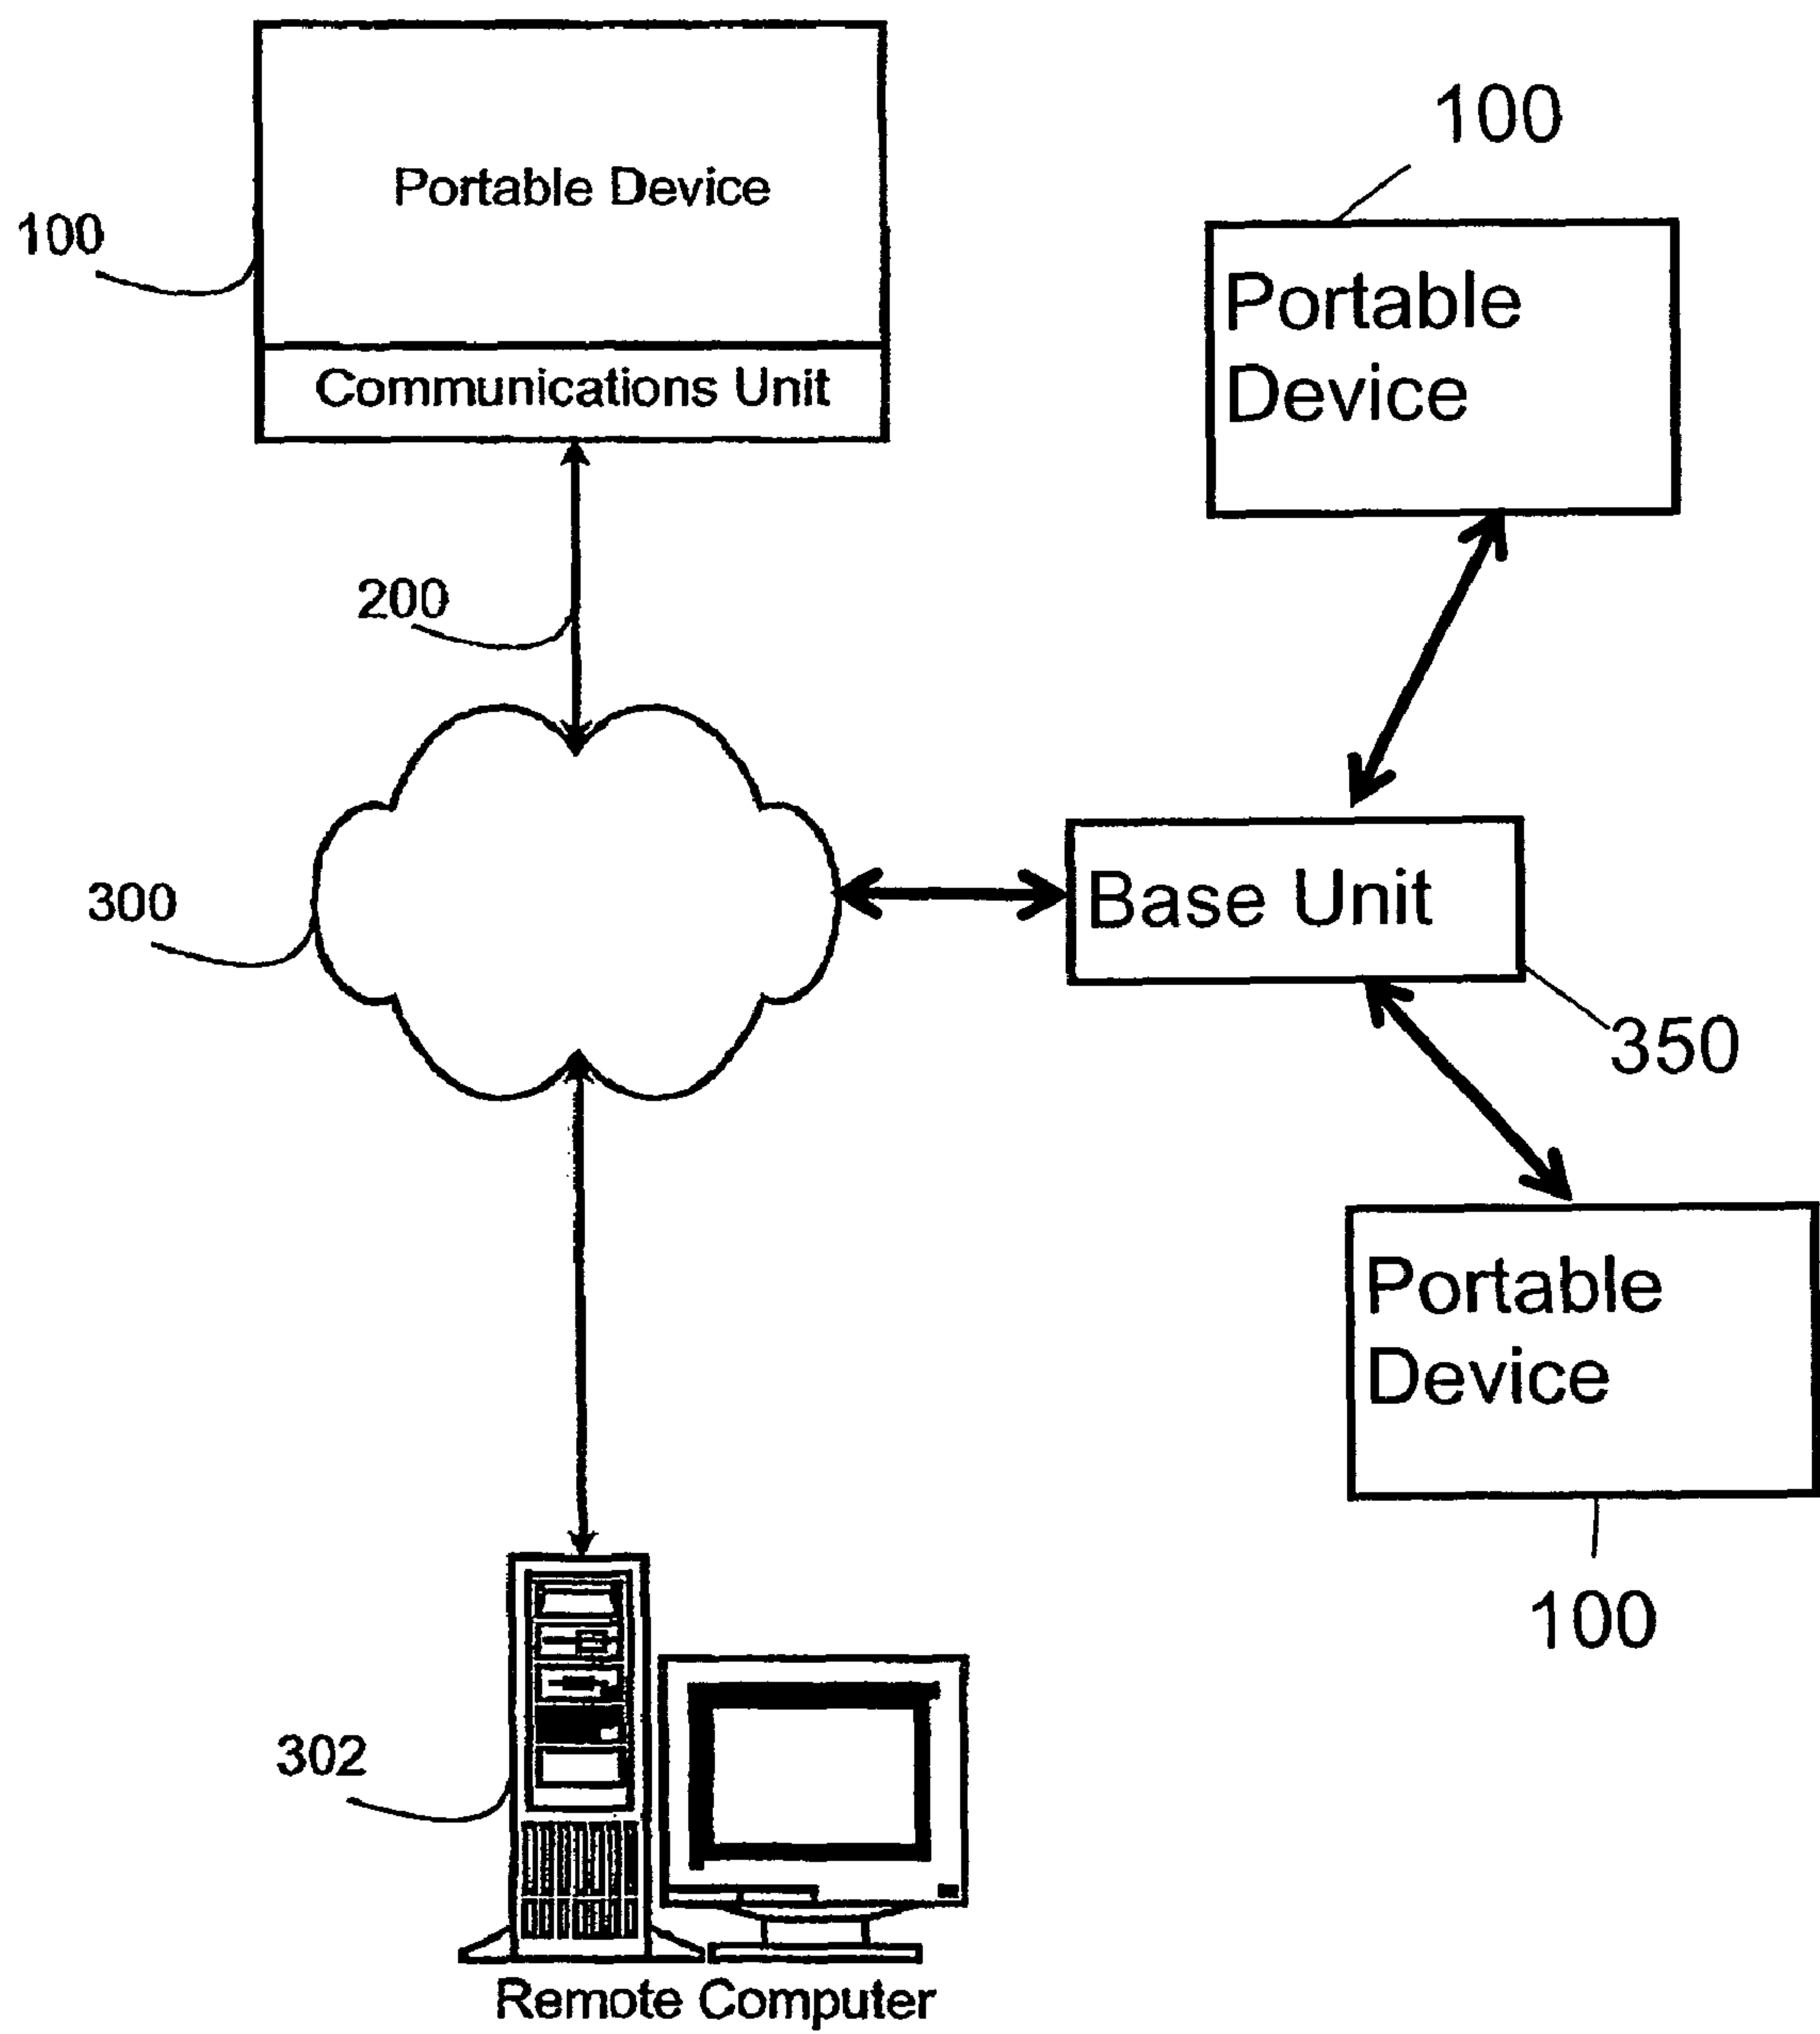 Portable Device
100
Communications Unit
200
300
100
Portable
Device
Base Unit
350
Portable
Device
100
302
Remote Computer